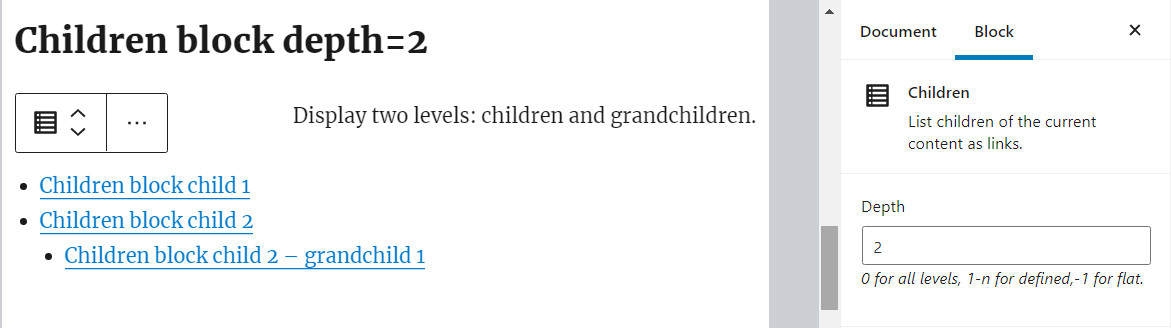 Children block depth=2
Display two levels: children and grandchildren.
Children block child 1
Children block child 2
Children block child 2 – grandchild 1
Document Block
Children
List children of the current
content as links.
Depth
2
0 for all levels, 1-n for defined,-1 for flat.